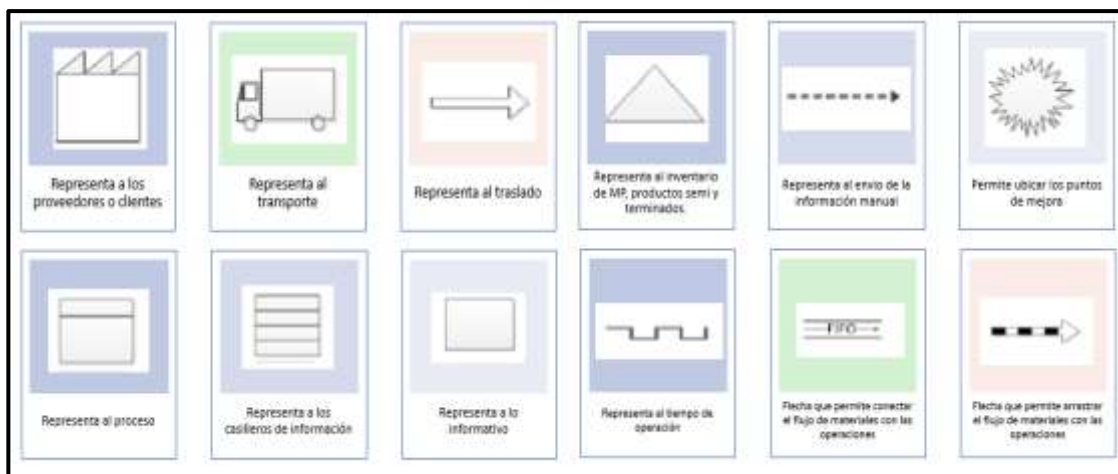 Representa a los
proveedores o clientes
Representa al
transporte
Representa al traslado
Representa al inventario
de MP, productos semi y
terminados.
Representa al envio de la
información manual
Permite ubicar los puntos
de mejora
Representa al proceso
Representa a los
casilleros de información
Representa a lo
informativo
Representa al tiempo de
operación
FIFO
Flecha que permite conectar
el flujo de materiales con las
operaciones
Flecha que permite arrastrar
el flujo de materiales con las
operaciones